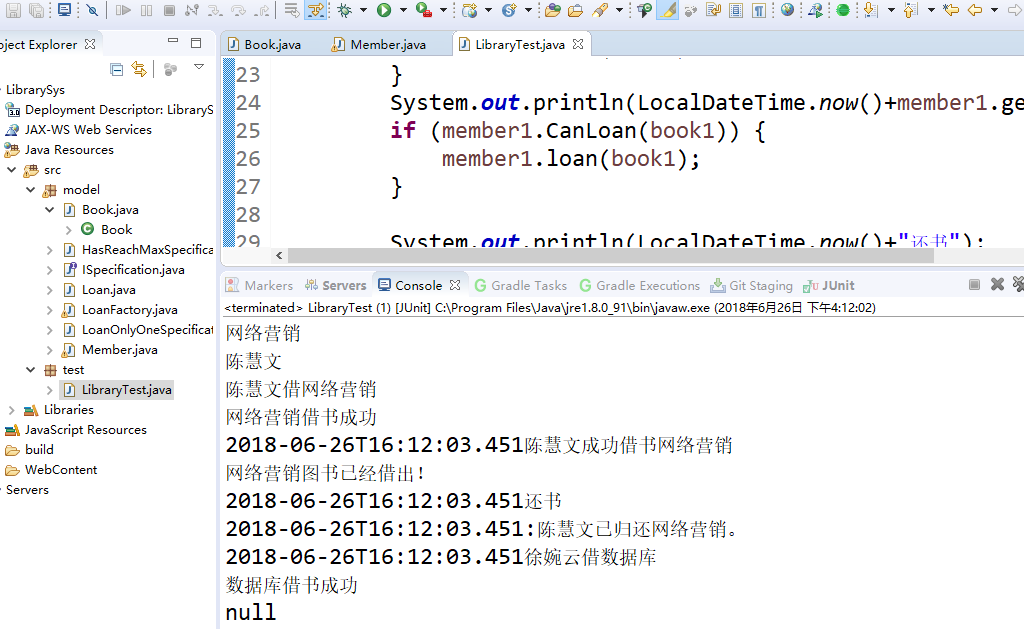 ject Explorer
LibrarySys
Deployment Descriptor: LibraryS
JAX-WS Web Services
Java Resources
src
model
Book.java
Book
HasReachMaxSpecifica
ISpecification.java
Loan.java
LoanFactory.java
LoanOnlyOneSpecificat
Member.java
test
LibraryTest.java
Libraries
JavaScript Resources
build
WebContent
Servers
Book.java Member.java LibraryTest.java
23 }
24 System.out.println(LocalDateTime.now()+member1.ge
25 if (member1.CanLoan(book1)) {
26 member1.loan(book1);
27 }
28
29 System.out.println(LocalDateTime.now()+"还书");
Markers Servers Console Gradle Tasks Gradle Executions Git Staging JUnit
<terminated> LibraryTest (1) [JUnit] C:\Program Files\Java\jre1.8.0_91\bin\javaw.exe (2018年6月26日 下午4:12:02)
网络营销
陈慧文
陈慧文借网络营销
网络营销借书成功
2018-06-26T16:12:03.451陈慧文成功借书网络营销
网络营销图书已经借出！
2018-06-26T16:12:03.451还书
2018-06-26T16:12:03.451:陈慧文已归还网络营销。
2018-06-26T16:12:03.451徐婉云借数据库
数据库借书成功
null